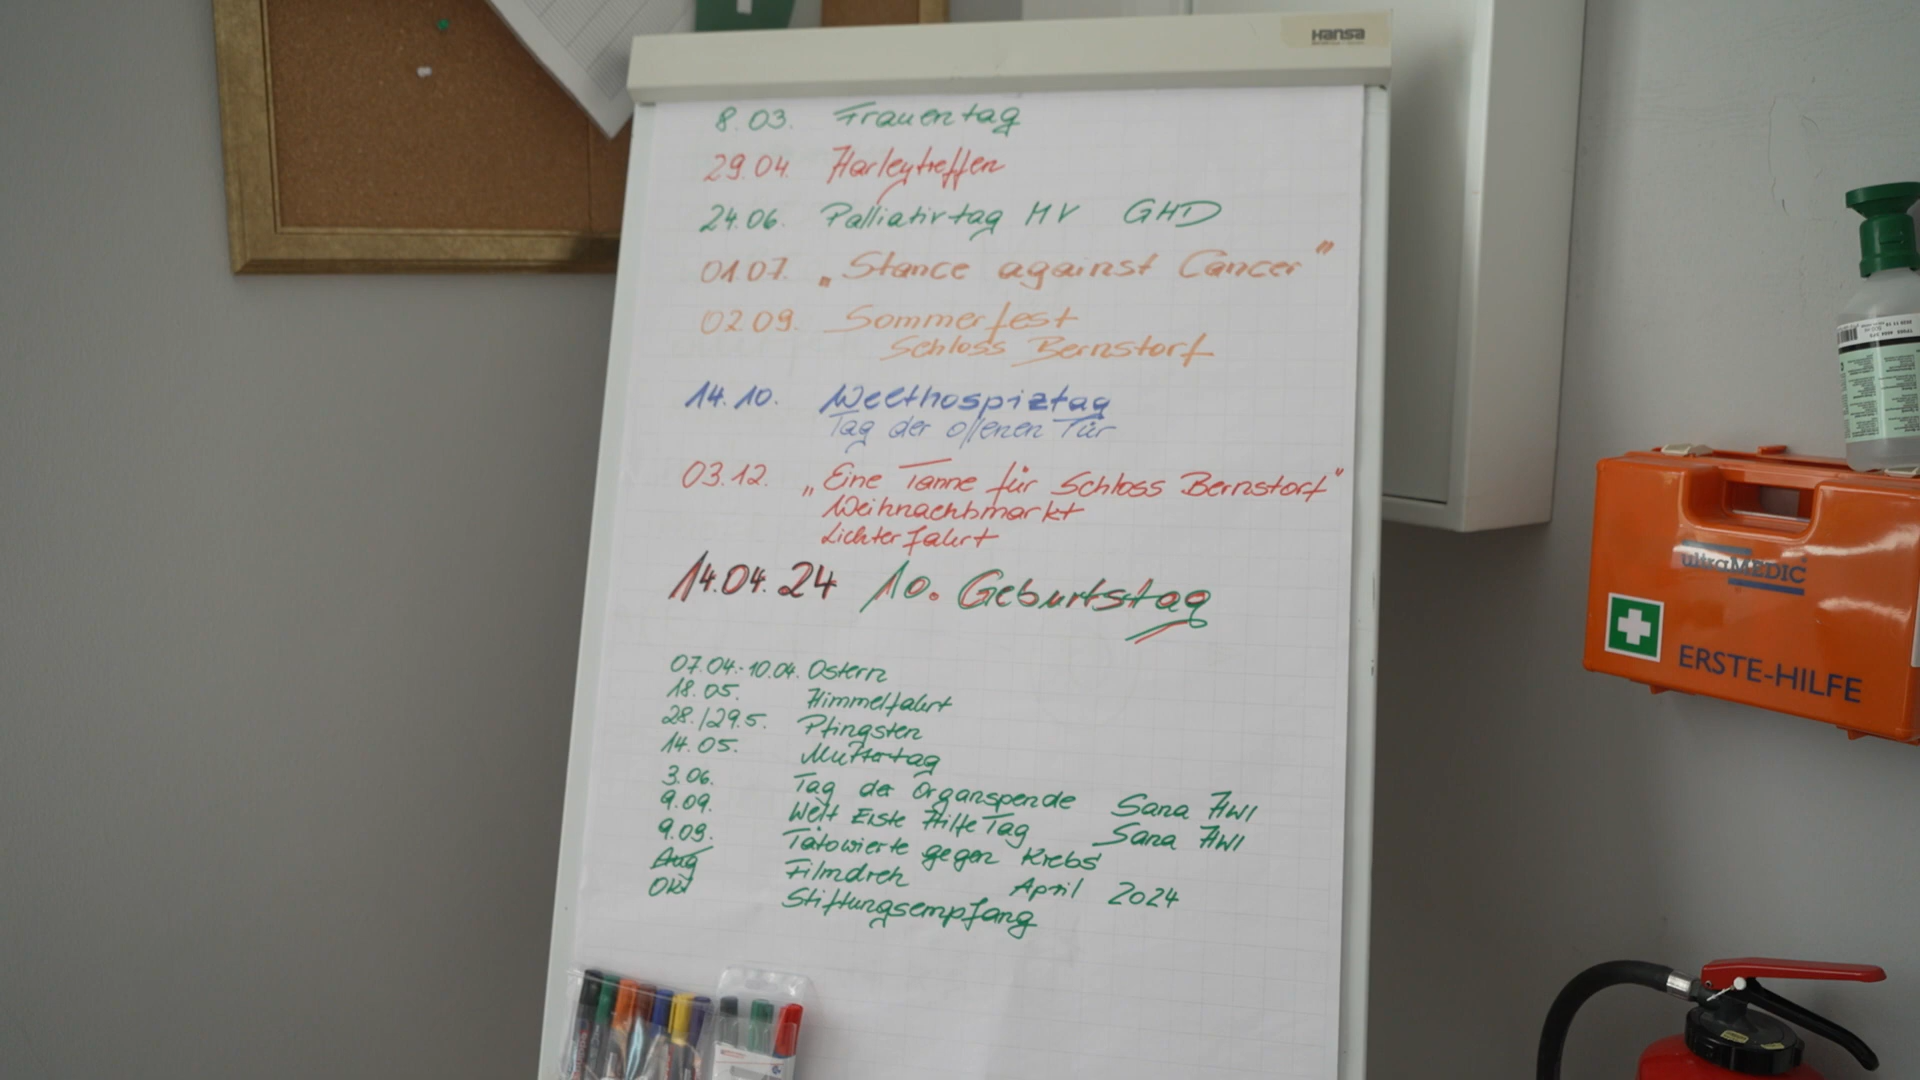 Hansa
8.03. Frauentag
29.04. Harleytreffen
24.06. Palliativtag MV GHD
01.07. „Stance against Cancer"
02.09. Sommerfest
Schloss Bernstorf
14.10. Welthospiztag
Tag der offenen Tür
03.12. „Eine Tanne für Schloss Bernstorf"
Weihnachtsmarkt
Lichterfahrt
14.04.24 10. Geburtstag
07.04.-10.04. Ostern
18.05. Himmelfahrt
28./29.5. Pfingsten
14.05. Muttertag
3.06. Tag der Organspende Sana HWI
9.09. Welt Erste Hilfe Tag Sana HWI
9.09. Tätowierte gegen Krebs
Aug Filmdreh April 2024
Okt Stiftungsempfang
ultraMEDIC
ERSTE-HILFE